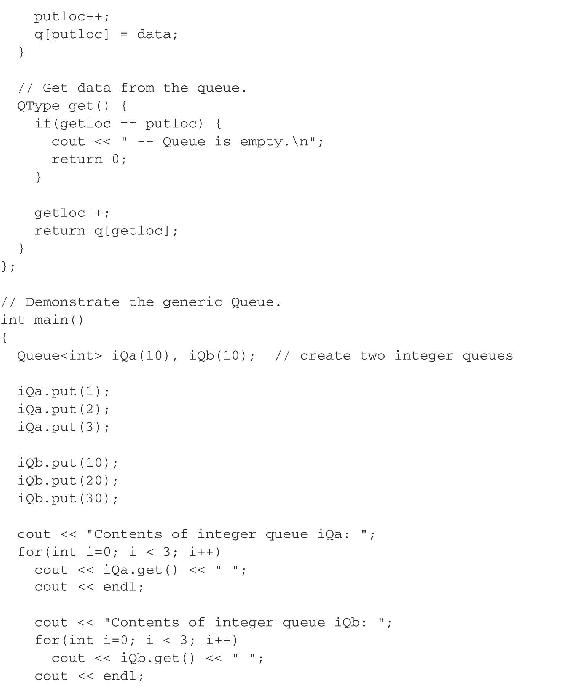 putloc++;
    q[putloc] = data;
  }

  // Get data from the queue.
  QType get() {
    if(getloc == putloc) {
      cout << " -- Queue is empty.\n";
      return 0;
    }

    getloc++;
    return q[getloc];
  }
};

// Demonstrate the generic Queue.
int main()
{
  Queue<int> iQa(10), iQb(10);  // create two integer queues

  iQa.put(1);
  iQa.put(2);
  iQa.put(3);

  iQb.put(10);
  iQb.put(20);
  iQb.put(30);

  cout << "Contents of integer queue iQa: ";
  for(int i=0; i < 3; i++)
    cout << iQa.get() << " ";
    cout << endl;

    cout << "Contents of integer queue iQb: ";
    for(int i=0; i < 3; i++)
      cout << iQb.get() << " ";
    cout << endl;